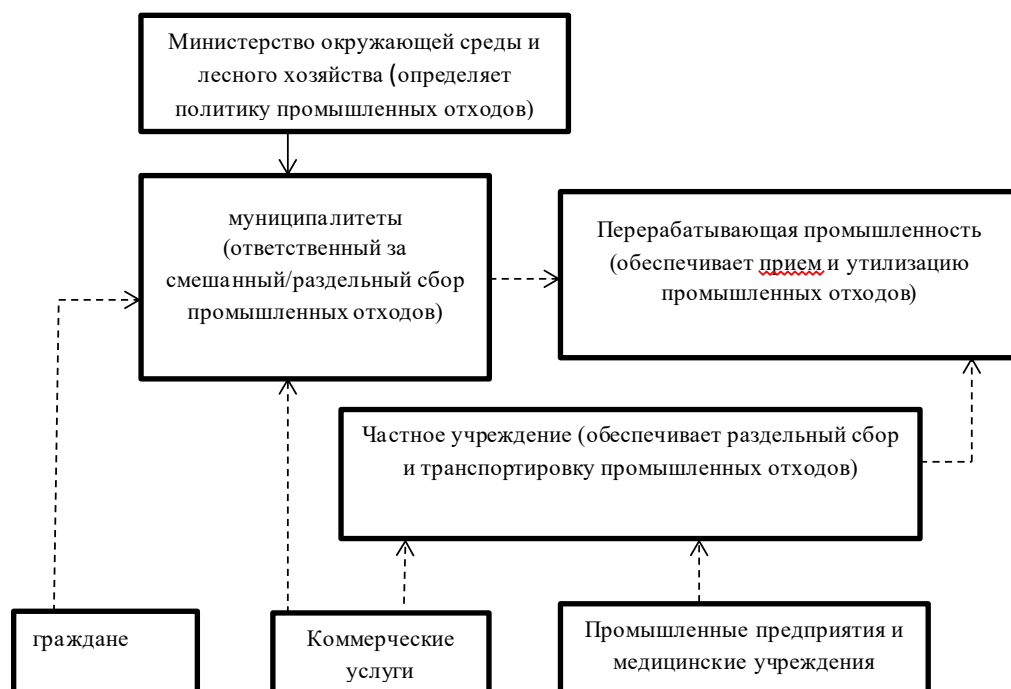 Министерство окружающей среды и
лесного хозяйства (определяет
политику промышленных отходов)
муниципалитеты
(ответственный за
смешанный/раздельный сбор
промышленных отходов)
Перерабатывающая промышленность
(обеспечивает прием и утилизацию
промышленных отходов)
Частное учреждение (обеспечивает раздельный сбор
и транспортировку промышленных отходов)
граждане
Коммерческие
услуги
Промышленные предприятия и
медицинские учреждения